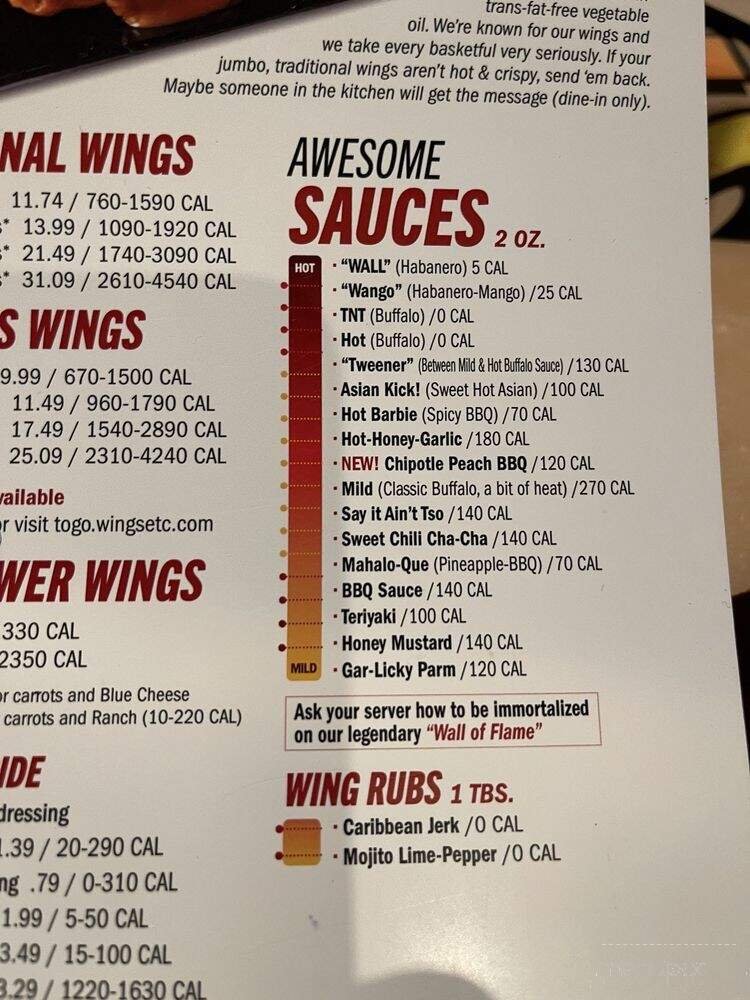 trans-fat-free vegetable
oil. We're known for our wings and
we take every basketful very seriously. If your
jumbo, traditional wings aren't hot & crispy, send 'em back.
Maybe someone in the kitchen will get the message (dine-in only).
NAL WINGS
11.74 / 760-1590 CAL
s* 13.99 / 1090-1920 CAL
s* 21.49 / 1740-3090 CAL
s* 31.09 / 2610-4540 CAL
S WINGS
9.99 / 670-1500 CAL
11.49 / 960-1790 CAL
17.49 / 1540-2890 CAL
25.09 / 2310-4240 CAL
vailable
or visit togo.wingsetc.com
WER WINGS
330 CAL
2350 CAL
or carrots and Blue Cheese
carrots and Ranch (10-220 CAL)
IDE
dressing
1.39 / 20-290 CAL
ng .79 / 0-310 CAL
1.99 / 5-50 CAL
3.49 / 15-100 CAL
3.29 / 1220-1630 CAL
AWESOME
SAUCES 2 OZ.
HOT
· "WALL" (Habanero) 5 CAL
· "Wango" (Habanero-Mango) /25 CAL
· TNT (Buffalo) /0 CAL
· Hot (Buffalo) /0 CAL
· "Tweener" (Between Mild & Hot Buffalo Sauce) /130 CAL
· Asian Kick! (Sweet Hot Asian) /100 CAL
· Hot Barbie (Spicy BBQ) /70 CAL
· Hot-Honey-Garlic /180 CAL
· NEW! Chipotle Peach BBQ /120 CAL
· Mild (Classic Buffalo, a bit of heat) /270 CAL
· Say it Ain't Tso /140 CAL
· Sweet Chili Cha-Cha /140 CAL
· Mahalo-Que (Pineapple-BBQ) /70 CAL
· BBQ Sauce /140 CAL
· Teriyaki /100 CAL
· Honey Mustard /140 CAL
MILD
· Gar-Licky Parm /120 CAL
Ask your server how to be immortalized
on our legendary "Wall of Flame"
WING RUBS 1 TBS.
· Caribbean Jerk /0 CAL
· Mojito Lime-Pepper /0 CAL